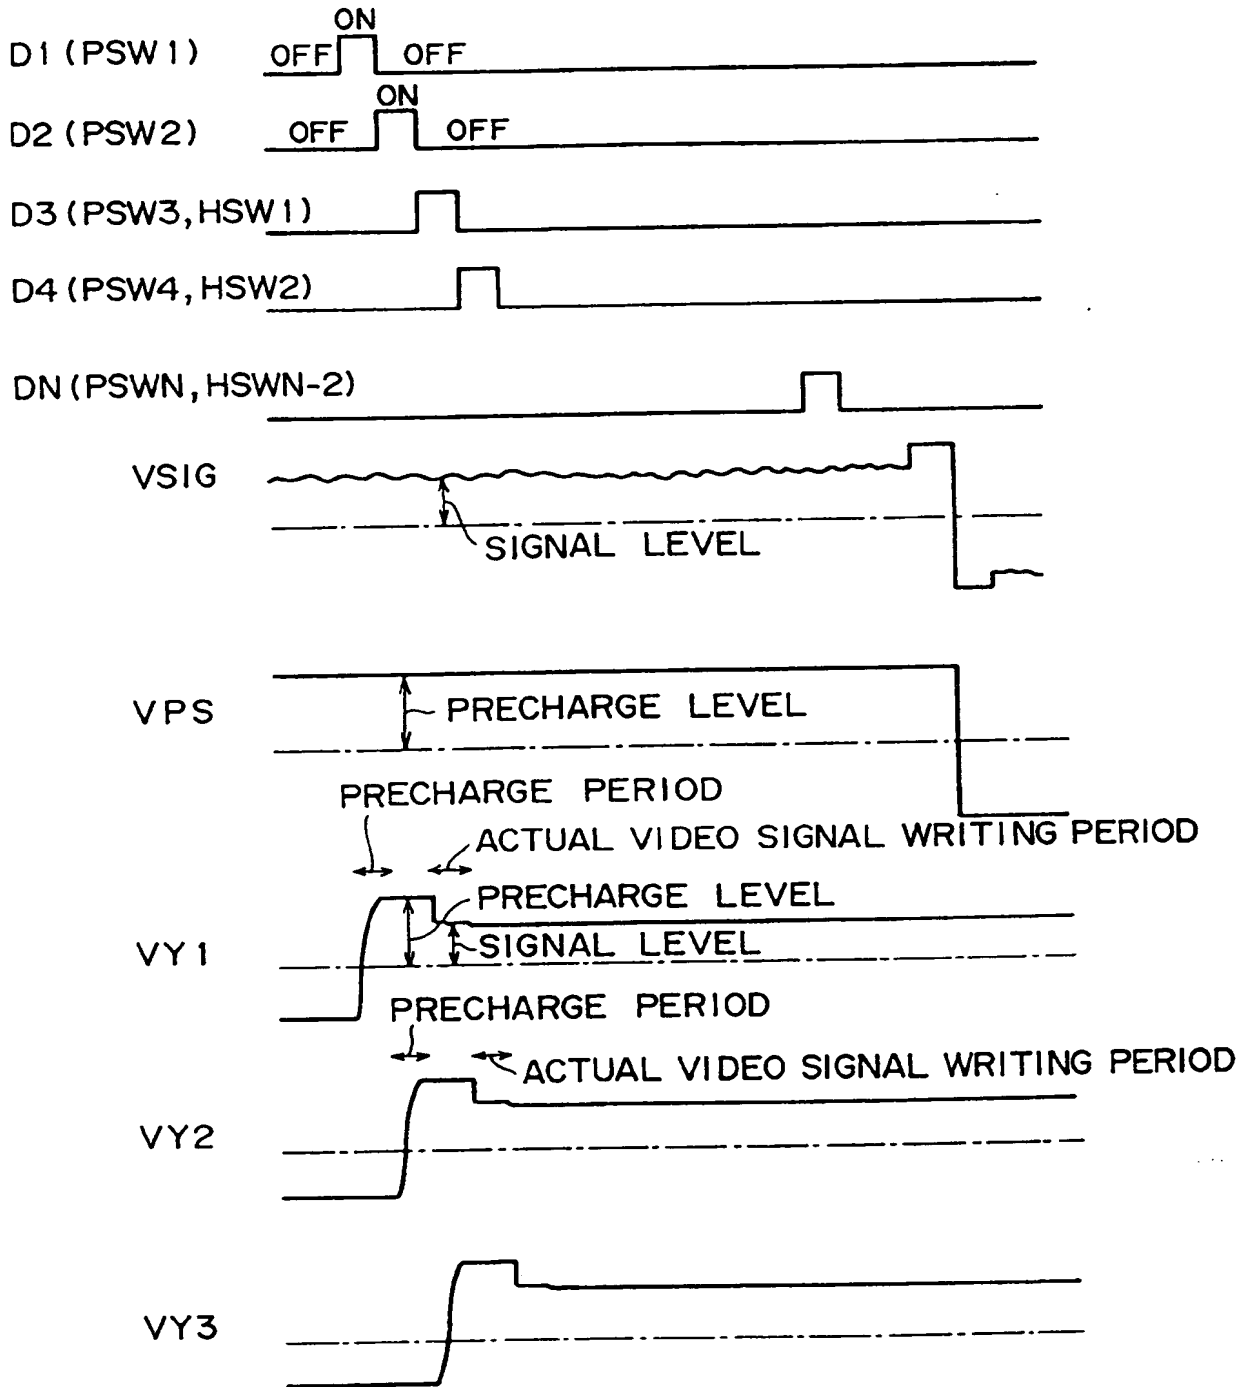 ON
D1 (PSW1) OFF OFF
ON
D2 (PSW2) OFF OFF
D3 (PSW3, HSW1)
D4 (PSW4, HSW2)
DN (PSWN, HSWN-2)
VSIG
SIGNAL LEVEL
VPS PRECHARGE LEVEL
PRECHARGE PERIOD
ACTUAL VIDEO SIGNAL WRITING PERIOD
PRECHARGE LEVEL
VY1 SIGNAL LEVEL
PRECHARGE PERIOD
ACTUAL VIDEO SIGNAL WRITING PERIOD
VY2
VY3